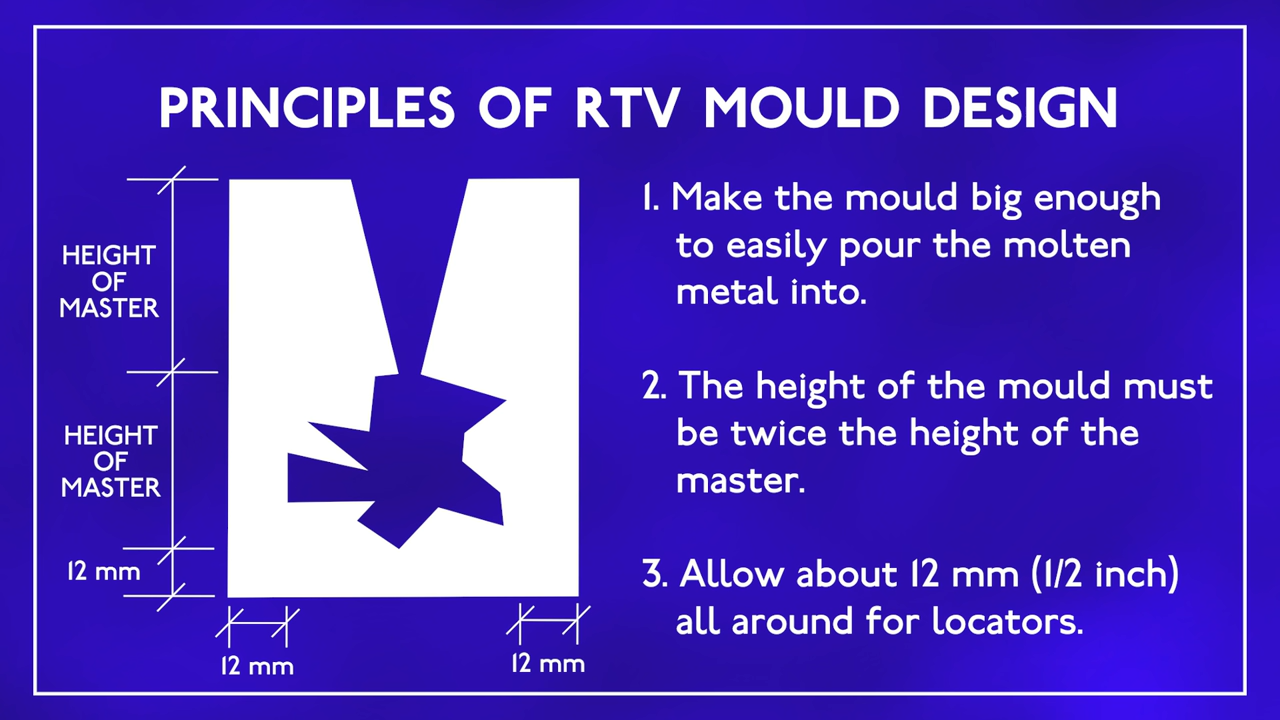 PRINCIPLES OF RTV MOULD DESIGN
HEIGHT
OF
MASTER
HEIGHT
OF
MASTER
12 mm
12 mm
12 mm
1. Make the mould big enough
to easily pour the molten
metal into.
2. The height of the mould must
be twice the height of the
master.
3. Allow about 12 mm (1/2 inch)
all around for locators.